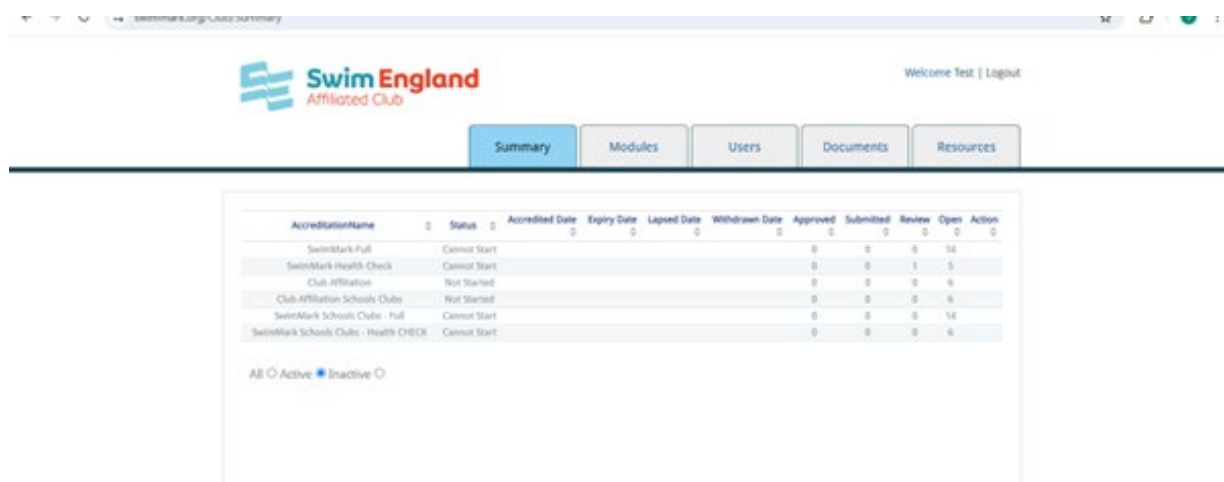 swimmark.org/Club/Summary
Swim England
Affiliated Club
Welcome Test | Logout
Summary Modules Users Documents Resources
AccreditationName Status Accredited Date Expiry Date Lapsed Date Withdrawn Date Approved Submitted Review Open Action
SwimMark-Full Cannot Start 0 0 0
SwimMark-Health Check Cannot Start 0 0 1 5
Club Affiliation Not Started 0 0 0 6
Club Affiliation Schools Clubs Not Started 0 0 0 6
SwimMark Schools Clubs - Full Cannot Start 0 0 0
SwimMark Schools Clubs - Health CHECK Cannot Start 0 0 0 6
All Active Inactive